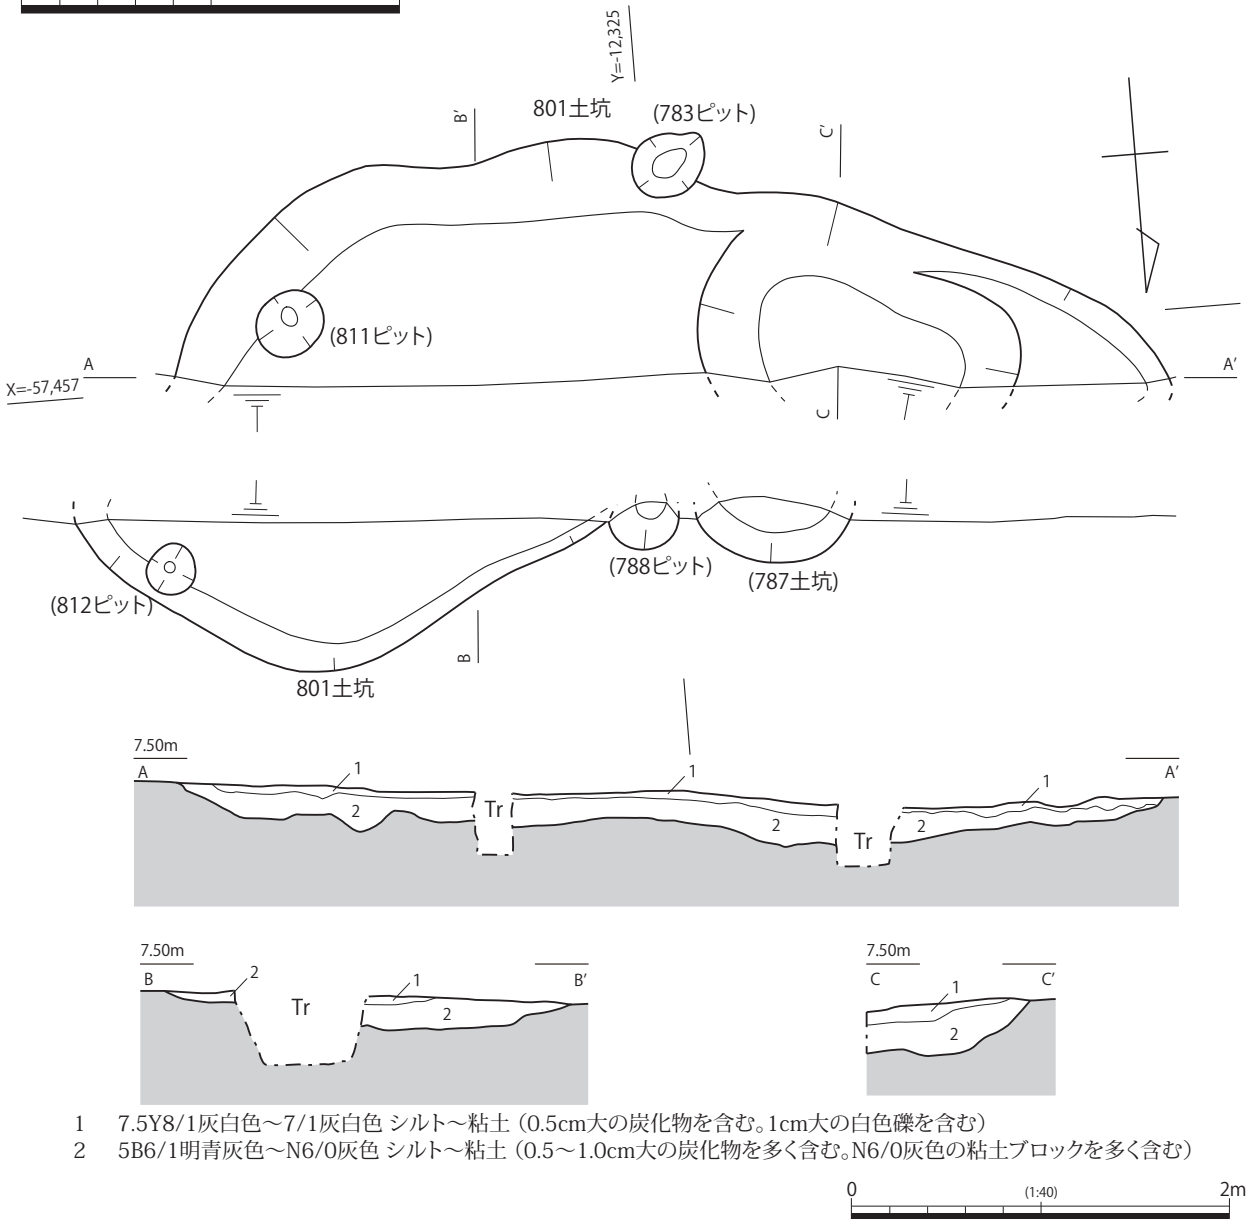 Y=-12,325
801土坑
(783ピット)
B'
C'
(811ピット)
A
A'
X=-57,457
C
(788ピット)
(787土坑)
(812ピット)
B
801土坑
7.50m
A
A'
1
1
1
Tr
2
2
Tr
2
7.50m
7.50m
B
2
1
B'
C
1
C'
Tr
2
2
1 7.5Y8/1灰白色～7/1灰白色 シルト～粘土（0.5cm大の炭化物を含む。1cm大の白色礫を含む）
2 5B6/1明青灰色～N6/0灰色 シルト～粘土（0.5～1.0cm大の炭化物を多く含む。N6/0灰色の粘土ブロックを多く含む）
0 (1:40) 2m